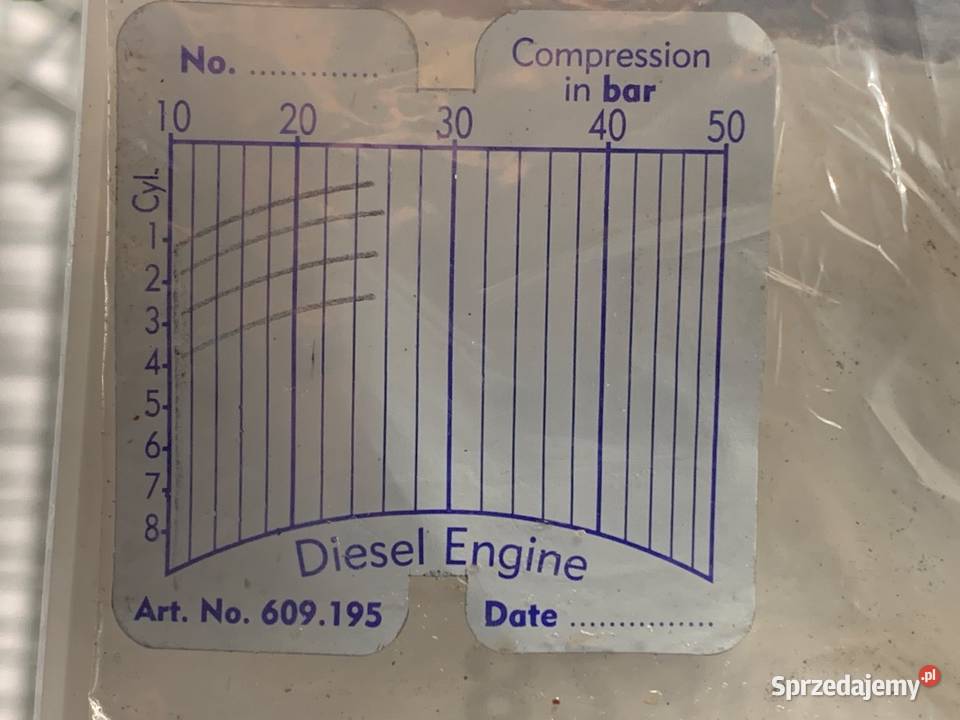 No. ..............
Compression
in bar
10 20 30 40 50
Cyl.
1
2
3
4
5
6
7
8
Diesel Engine
Art. No. 609.195
Date ...............
Sprzedajemy.pl